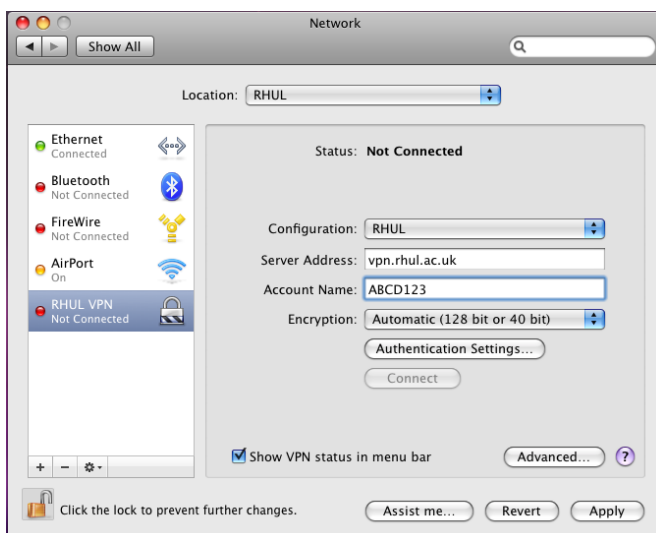 Network
Show All
Location: RHUL
Ethernet
Connected
Bluetooth
Not Connected
FireWire
Not Connected
AirPort
On
RHUL VPN
Not Connected
Status: Not Connected
Configuration: RHUL
Server Address: vpn.rhul.ac.uk
Account Name: ABCD123
Encryption: Automatic (128 bit or 40 bit)
Authentication Settings...
Connect
Show VPN status in menu bar
Advanced...
?
Click the lock to prevent further changes.
Assist me...
Revert
Apply